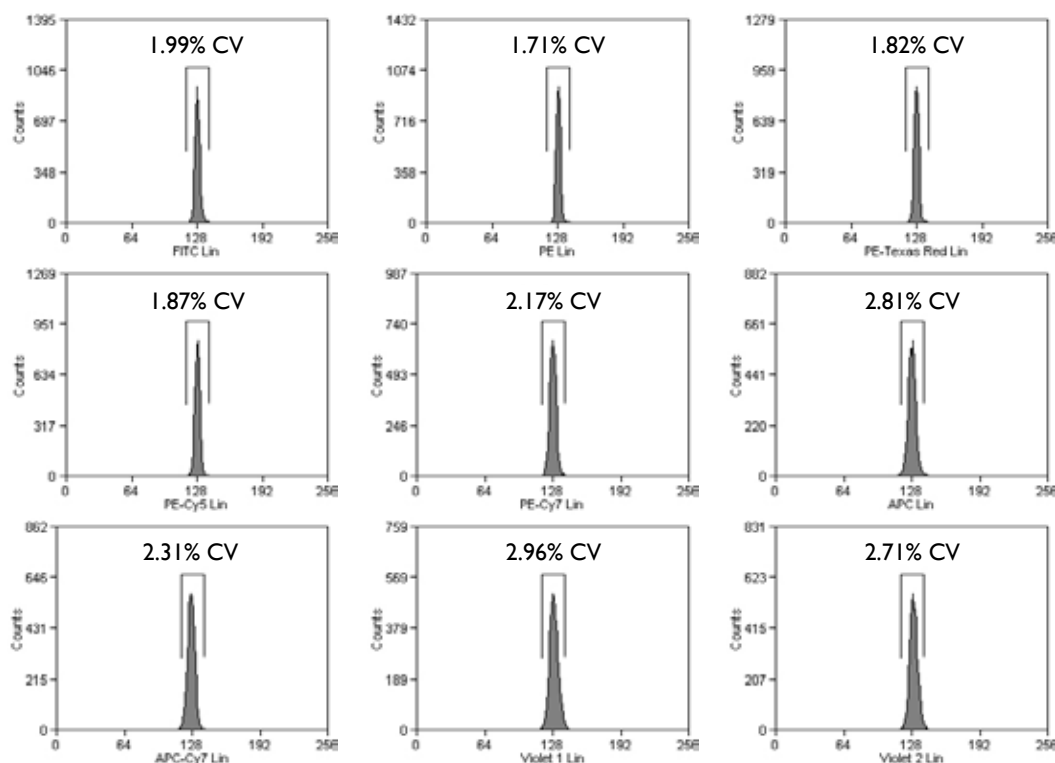 1395
1.99% CV
1046
Counts
697
348
0
0 64 128 192 256
FITC Lin
1432
1.71% CV
1074
Counts
716
358
0
0 64 128 192 256
PE Lin
1279
1.82% CV
959
Counts
639
319
0
0 64 128 192 256
PE-Texas Red Lin
1269
1.87% CV
951
Counts
634
317
0
0 64 128 192 256
PE-Cy5 Lin
987
2.17% CV
740
Counts
493
246
0
0 64 128 192 256
PE-Cy7 Lin
882
2.81% CV
661
Counts
441
220
0
0 64 128 192 256
APC Lin
862
2.31% CV
646
Counts
431
215
0
0 64 128 192 256
APC-Cy7 Lin
759
2.96% CV
569
Counts
379
189
0
0 64 128 192 256
Violet 1 Lin
831
2.71% CV
623
Counts
415
207
0
0 64 128 192 256
Violet 2 Lin